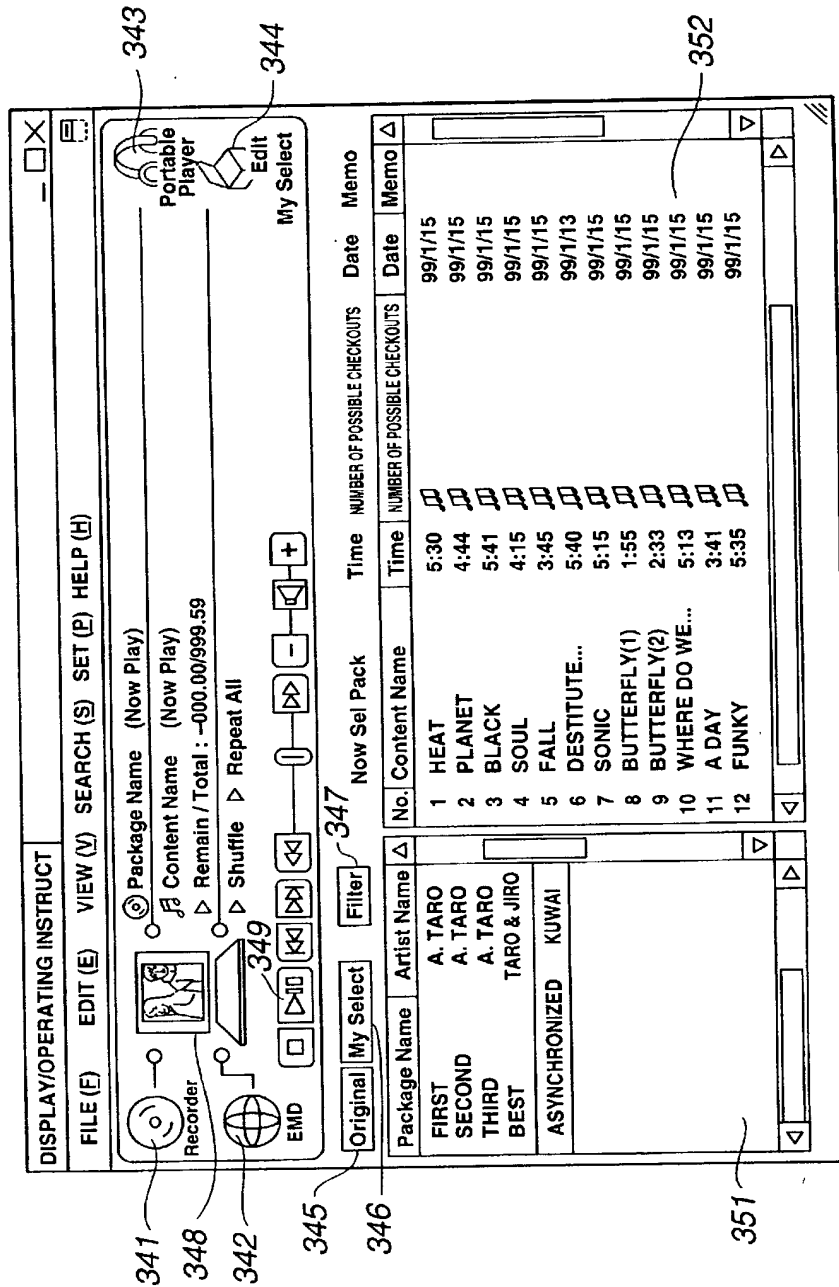 DISPLAY/OPERATING INSTRUCT
FILE (F) EDIT (E) VIEW (V) SEARCH (S) SET (P) HELP (H)
341
Recorder
348
342
EMD
Package Name (Now Play)
Content Name (Now Play)
Remain / Total : –000.00/999.59
Shuffle Repeat All
349
343
Portable
Player
344
Edit
My Select
345
Original
346
My Select
347
Filter
Now Sel Pack Time NUMBER OF POSSIBLE CHECKOUTS Date Memo
Package Name Artist Name
FIRST A. TARO
SECOND A. TARO
THIRD A. TARO
BEST TARO & JIRO
ASYNCHRONIZED KUWAI
351
No. Content Name Time NUMBER OF POSSIBLE CHECKOUTS Date Memo
1 HEAT 5:30 99/1/15
2 PLANET 4:44 99/1/15
3 BLACK 5:41 99/1/15
4 SOUL 4:15 99/1/15
5 FALL 3:45 99/1/15
6 DESTITUTE... 5:40 99/1/13
7 SONIC 5:15 99/1/15
8 BUTTERFLY(1) 1:55 99/1/15
9 BUTTERFLY(2) 2:33 99/1/15
10 WHERE DO WE... 5:13 99/1/15
11 A DAY 3:41 99/1/15
12 FUNKY 5:35 99/1/15
352